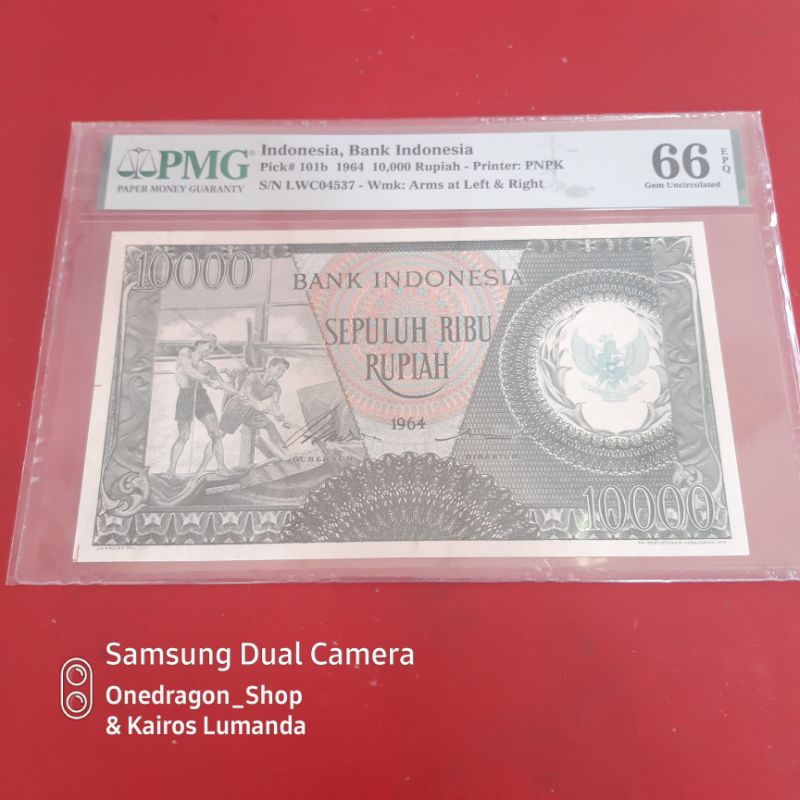 PMG
PAPER MONEY GUARANTY
Indonesia, Bank Indonesia
Pick# 101b 1964 10,000 Rupiah - Printer: PNPK
S/N LWC04537 - Wmk: Arms at Left & Right
66 EPQ
Gem Uncirculated
10000
BANK INDONESIA
SEPULUH RIBU
RUPIAH
1964
GUBERNUR
DIREKTUR
10000
Samsung Dual Camera
Onedragon_Shop
& Kairos Lumanda